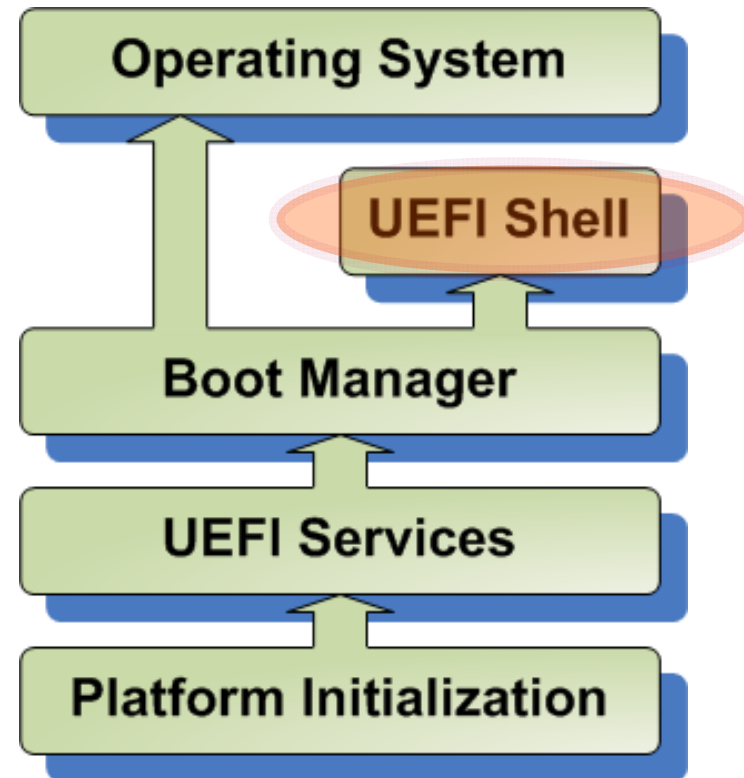 Operating System
UEFI Shell
Boot Manager
UEFI Services
Platform Initialization